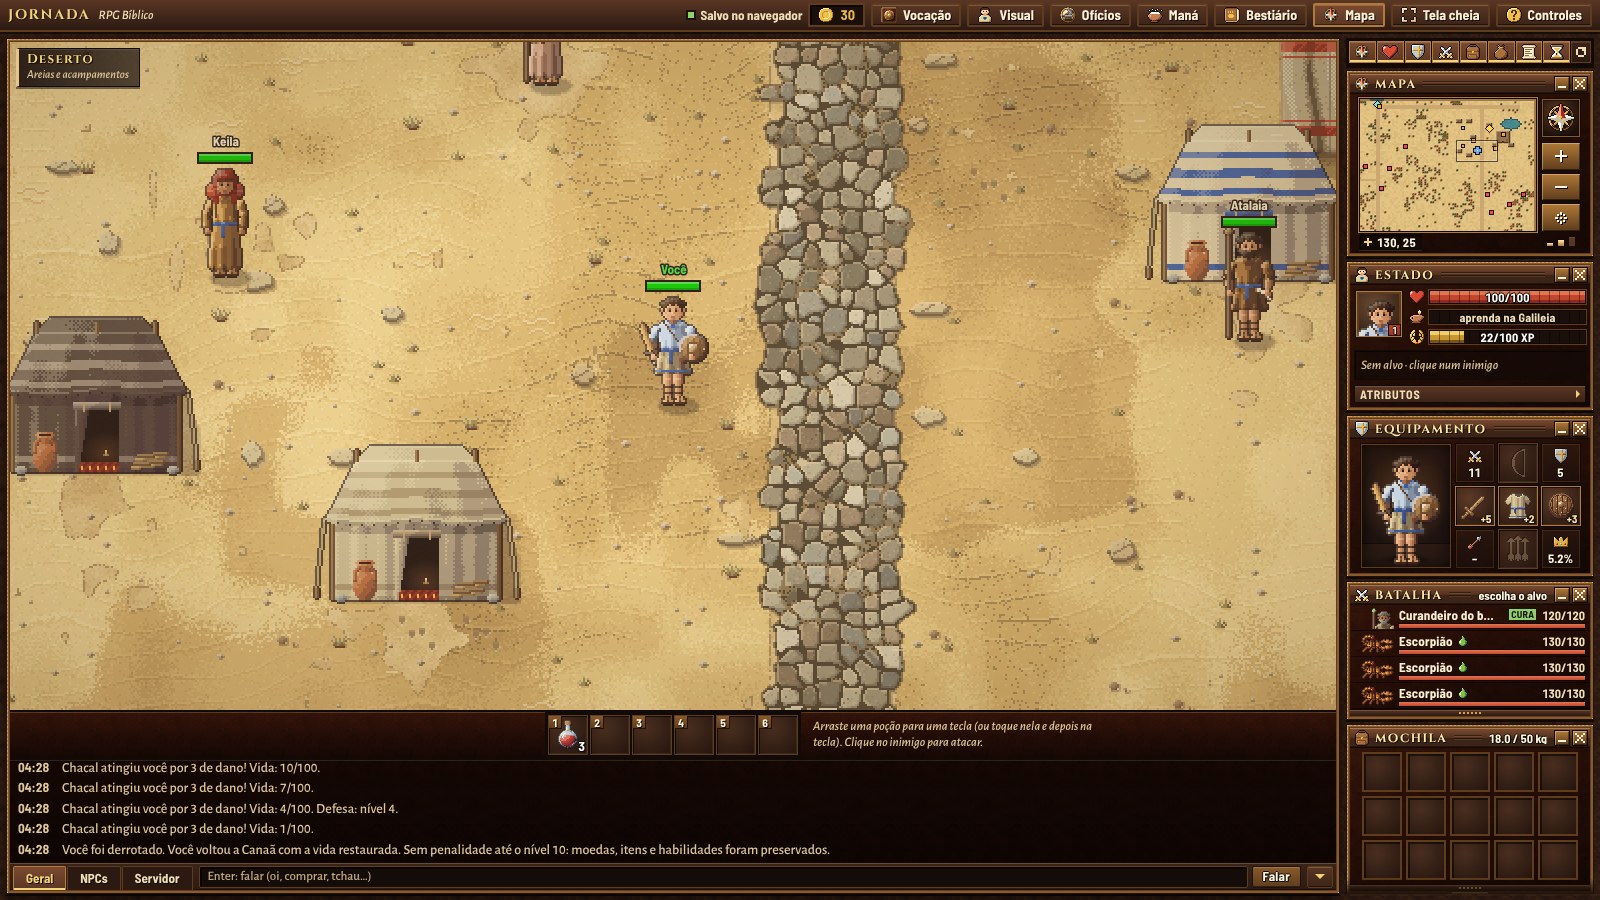 JORNADA RPG Bíblico
Salvo no navegador
30
Vocação
Visual
Ofícios
Maná
Bestiário
Mapa
Tela cheia
Controles
DESERTO
Areias e acampamentos
Keila
Você
Atalaia
MAPA
130, 25
ESTADO
100/100
aprenda na Galileia
1
22/100 XP
Sem alvo · clique num inimigo
ATRIBUTOS
EQUIPAMENTO
11
5
+5
+2
+3
-
5.2%
BATALHA escolha o alvo
Curandeiro do b... CURA 120/120
Escorpião 130/130
Escorpião 130/130
Escorpião 130/130
MOCHILA 18.0 / 50 kg
1 2 3 4 5 6
3
Arraste uma poção para uma tecla (ou toque nela e depois na
tecla). Clique no inimigo para atacar.
04:28 Chacal atingiu você por 3 de dano! Vida: 10/100.
04:28 Chacal atingiu você por 3 de dano! Vida: 7/100.
04:28 Chacal atingiu você por 3 de dano! Vida: 4/100. Defesa: nível 4.
04:28 Chacal atingiu você por 3 de dano! Vida: 1/100.
04:28 Você foi derrotado. Você voltou a Canaã com a vida restaurada. Sem penalidade até o nível 10: moedas, itens e habilidades foram preservados.
Geral
NPCs
Servidor
Enter: falar (oi, comprar, tchau...)
Falar